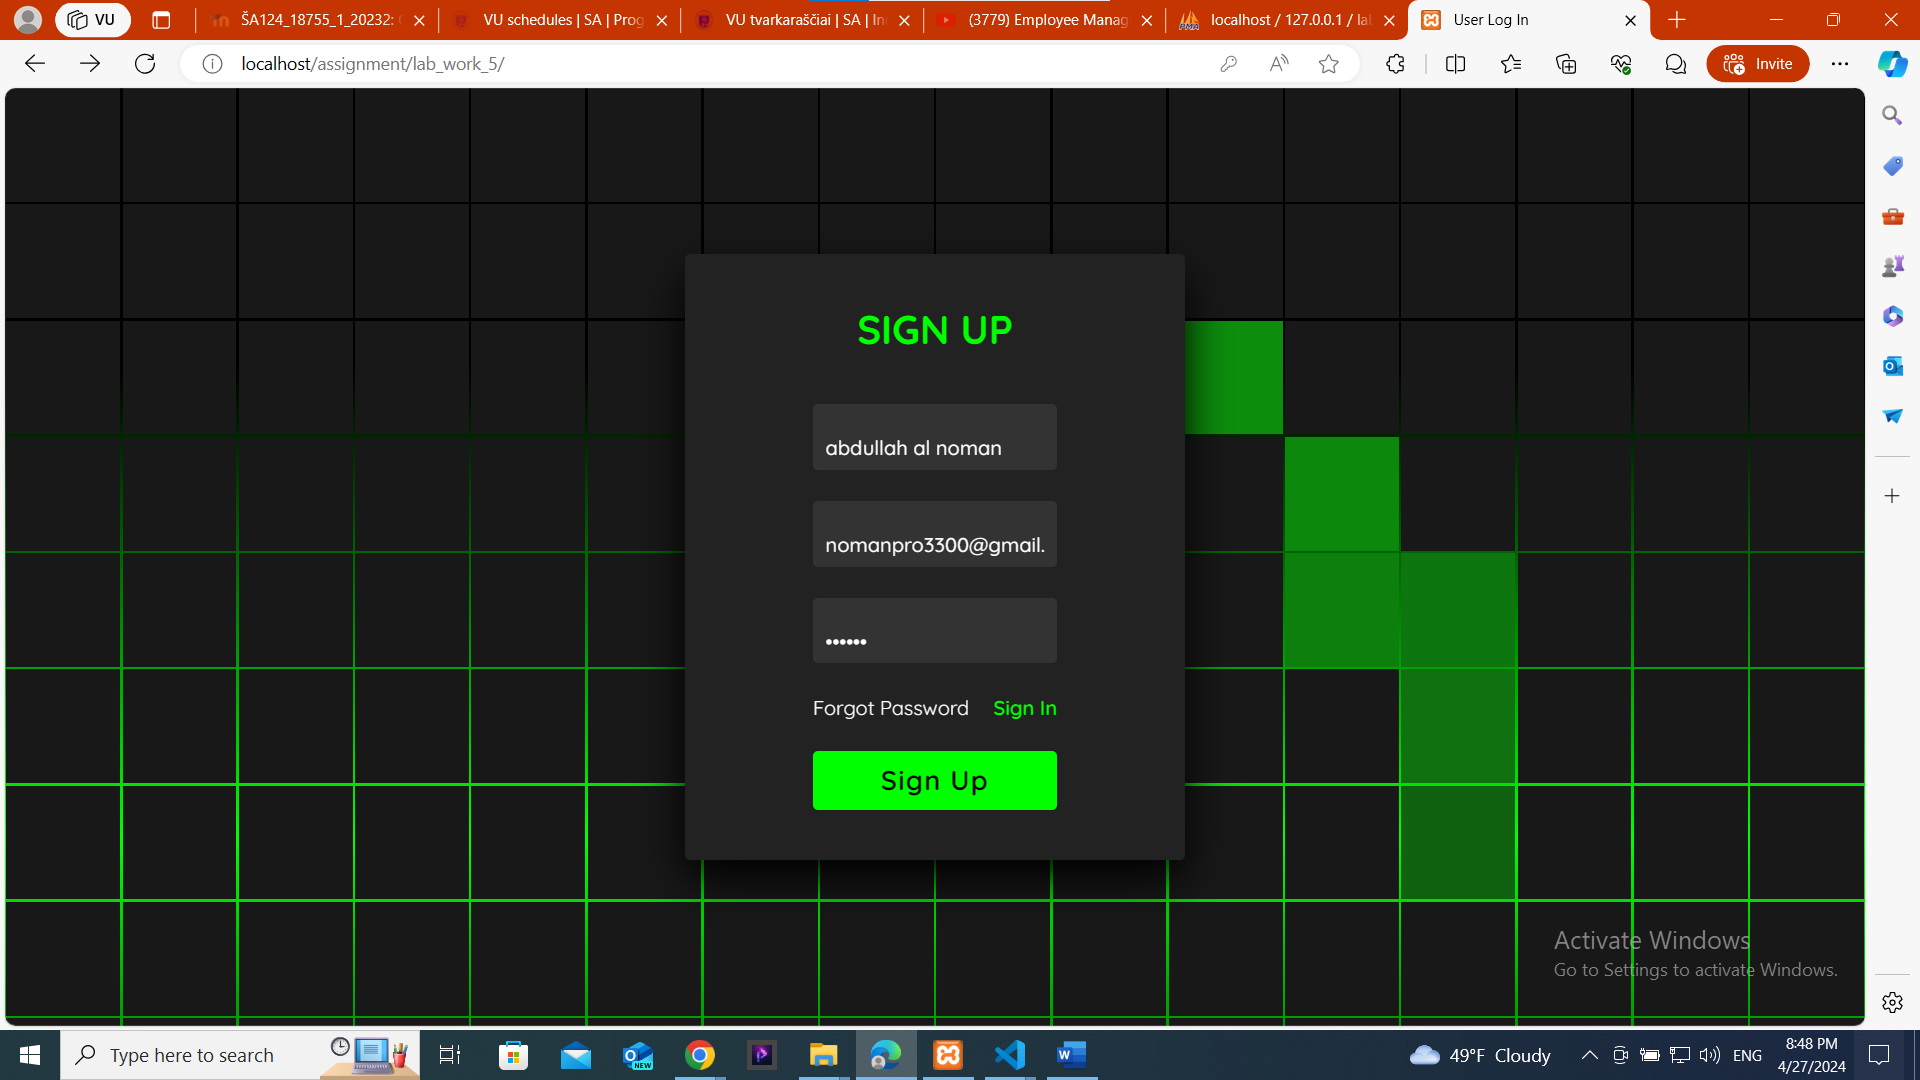 VU
ŠA124_18755_1_20232:
VU schedules | SA | Prog
VU tvarkaraščiai | SA | In
(3779) Employee Manag
localhost / 127.0.0.1 / lab
User Log In
localhost/assignment/lab_work_5/
Invite
SIGN UP
abdullah al noman
nomanpro3300@gmail.
••••••
Forgot Password Sign In
Sign Up
Activate Windows
Go to Settings to activate Windows.
Type here to search
NEW
49°F Cloudy
ENG
8:48 PM
4/27/2024